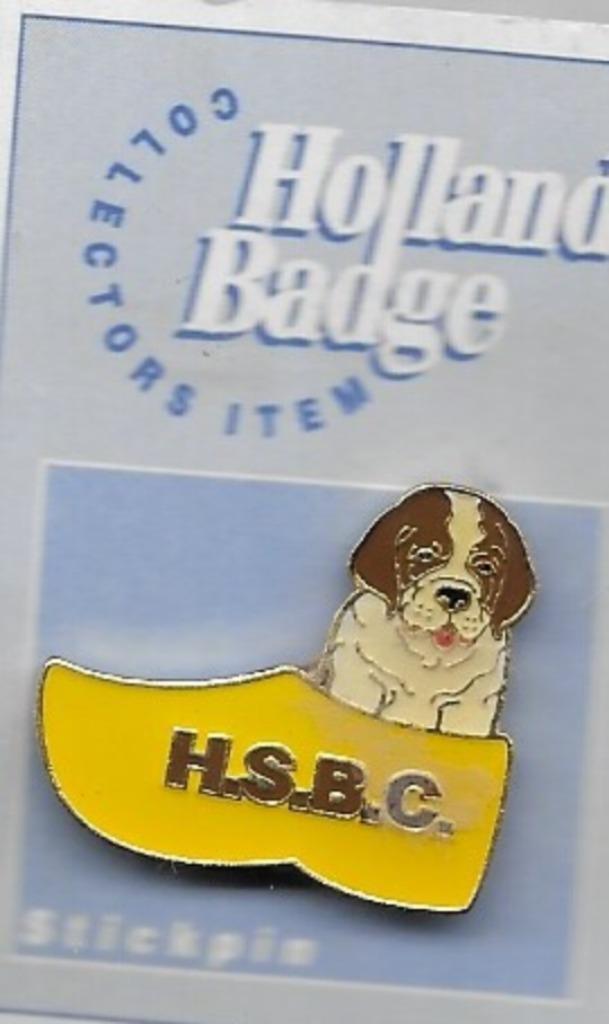 COLLECTORS ITEM
Holland
Badge
H.S.B.C.
Stickpin